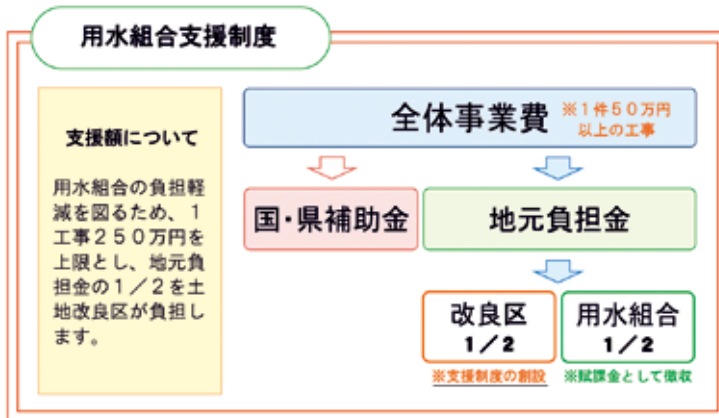 用水組合支援制度
支援額について
用水組合の負担軽
減を図るため、１
工事２５０万円を
上限とし、地元負
担金の１／２を土
地改良区が負担し
ます。
全体事業費
※１件５０万円
以上の工事
国・県補助金
地元負担金
改良区
１／２
※支援制度の創設
用水組合
１／２
※賦課金として徴収